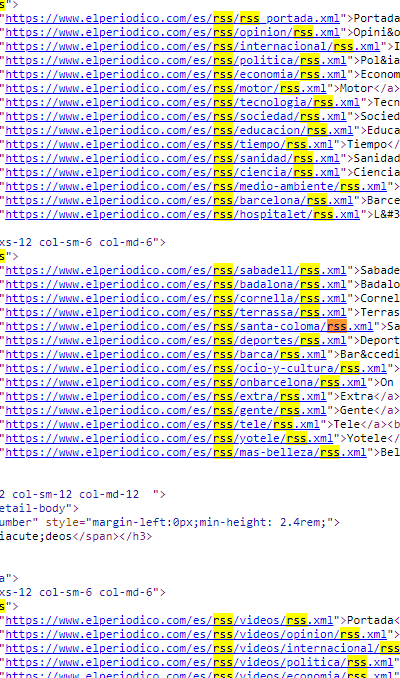 s">
"https://www.elperiodico.com/es/rss/rss_portada.xml">Portada
"https://www.elperiodico.com/es/rss/opinion/rss.xml">Opini&o
"https://www.elperiodico.com/es/rss/internacional/rss.xml">I
"https://www.elperiodico.com/es/rss/politica/rss.xml">Pol&ia
"https://www.elperiodico.com/es/rss/economia/rss.xml">Econom
"https://www.elperiodico.com/es/rss/motor/rss.xml">Motor</a>
"https://www.elperiodico.com/es/rss/tecnologia/rss.xml">Tecn
"https://www.elperiodico.com/es/rss/sociedad/rss.xml">Socied
"https://www.elperiodico.com/es/rss/educacion/rss.xml">Educa
"https://www.elperiodico.com/es/rss/tiempo/rss.xml">Tiempo</
"https://www.elperiodico.com/es/rss/sanidad/rss.xml">Sanidad
"https://www.elperiodico.com/es/rss/ciencia/rss.xml">Ciencia
"https://www.elperiodico.com/es/rss/medio-ambiente/rss.xml">
"https://www.elperiodico.com/es/rss/barcelona/rss.xml">Barce
"https://www.elperiodico.com/es/rss/hospitalet/rss.xml">L&#3
xs-12 col-sm-6 col-md-6">
s">
"https://www.elperiodico.com/es/rss/sabadell/rss.xml">Sabade
"https://www.elperiodico.com/es/rss/badalona/rss.xml">Badalo
"https://www.elperiodico.com/es/rss/cornella/rss.xml">Cornel
"https://www.elperiodico.com/es/rss/terrassa/rss.xml">Terras
"https://www.elperiodico.com/es/rss/santa-coloma/rss.xml">Sa
"https://www.elperiodico.com/es/rss/deportes/rss.xml">Deport
"https://www.elperiodico.com/es/rss/barca/rss.xml">Bar&ccedi
"https://www.elperiodico.com/es/rss/ocio-y-cultura/rss.xml">
"https://www.elperiodico.com/es/rss/onbarcelona/rss.xml">On
"https://www.elperiodico.com/es/rss/extra/rss.xml">Extra</a>
"https://www.elperiodico.com/es/rss/gente/rss.xml">Gente</a>
"https://www.elperiodico.com/es/rss/tele/rss.xml">Tele</a><b
"https://www.elperiodico.com/es/rss/yotele/rss.xml">Yotele</
"https://www.elperiodico.com/es/rss/mas-belleza/rss.xml">Bel
2 col-sm-12 col-md-12  ">
etail-body">
umber" style="margin-left:0px;min-height: 2.4rem;">
iacute;deos</span></h3>
a">
xs-12 col-sm-6 col-md-6">
s">
"https://www.elperiodico.com/es/rss/videos/rss.xml">Portada<
"https://www.elperiodico.com/es/rss/videos/opinion/rss.xml">
"https://www.elperiodico.com/es/rss/videos/internacional/rss
"https://www.elperiodico.com/es/rss/videos/politica/rss.xml"
"https://www.elperiodico.com/es/rss/videos/economia/rss.xml"